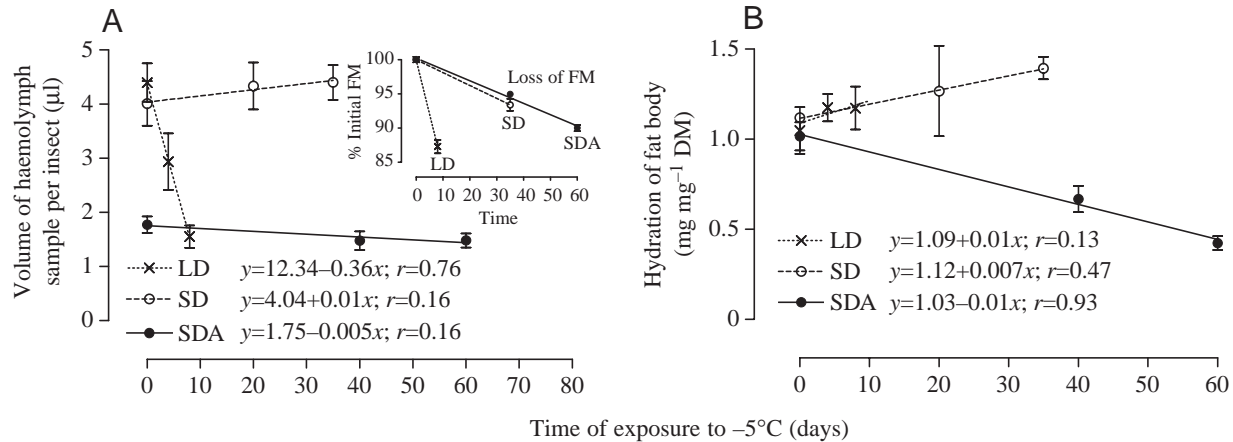 A
Volume of haemolymph
sample per insect (µl)
5
4
3
2
1
0
LD y=12.34–0.36x; r=0.76
SD y=4.04+0.01x; r=0.16
SDA y=1.75–0.005x; r=0.16
0 10 20 30 40 50 60 70 80
% Initial FM
100
95
90
85
Loss of FM
SD
SDA
LD
0 10 20 30 40 50 60
Time
B
Hydration of fat body
(mg mg–1 DM)
1.5
1.0
0.5
1.0
LD y=1.09+0.01x; r=0.13
SD y=1.12+0.007x; r=0.47
SDA y=1.03–0.01x; r=0.93
0 10 20 30 40 50 60
Time of exposure to –5°C (days)